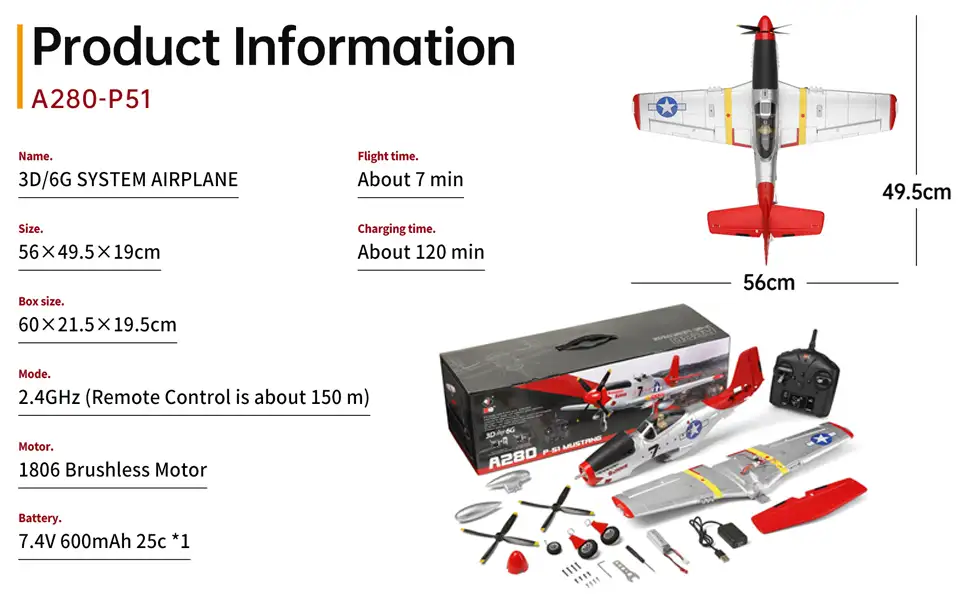 Product Information
A280-P51
Name.
3D/6G SYSTEM AIRPLANE
Size.
56×49.5×19cm
Box size.
60×21.5×19.5cm
Mode.
2.4GHz (Remote Control is about 150 m)
Motor.
1806 Brushless Motor
Battery.
7.4V 600mAh 25c *1
Flight time.
About 7 min
Charging time.
About 120 min
49.5cm
56cm
3D 6G
A280 P-51 MUSTANG
7
7